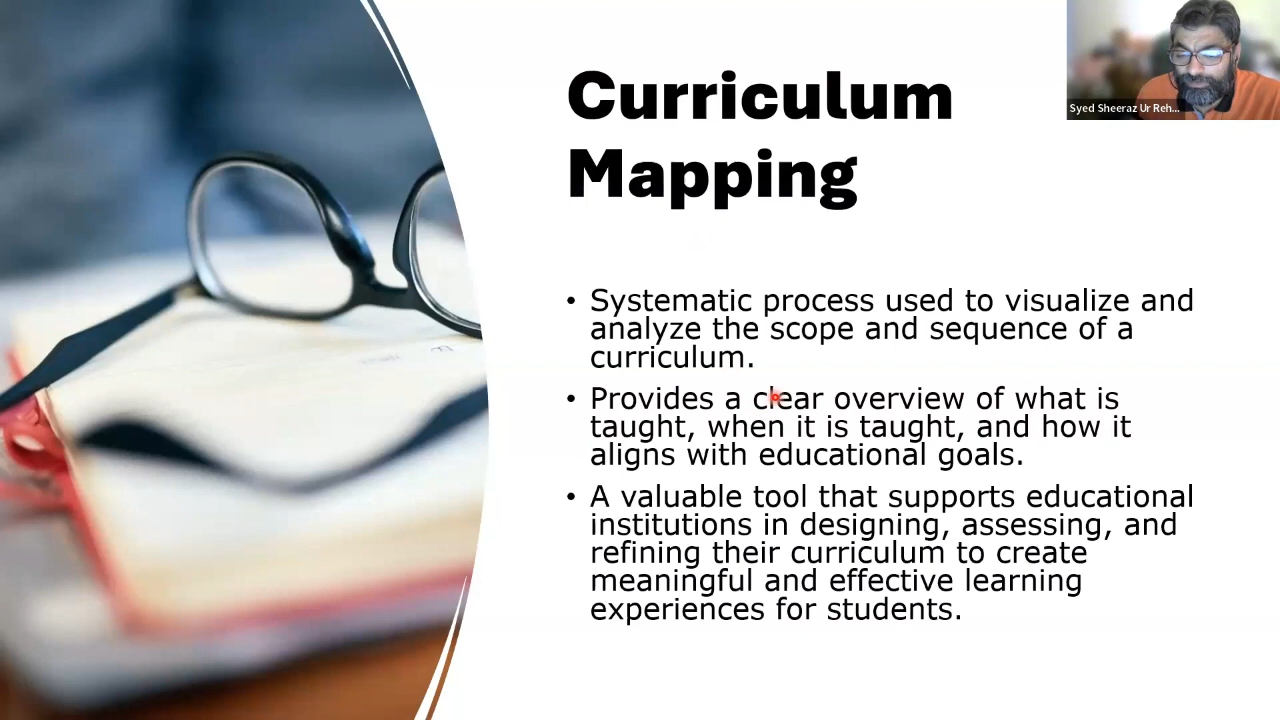 Curriculum
Mapping
Syed Sheeraz Ur Reh...
• Systematic process used to visualize and
analyze the scope and sequence of a
curriculum.
• Provides a clear overview of what is
taught, when it is taught, and how it
aligns with educational goals.
• A valuable tool that supports educational
institutions in designing, assessing, and
refining their curriculum to create
meaningful and effective learning
experiences for students.